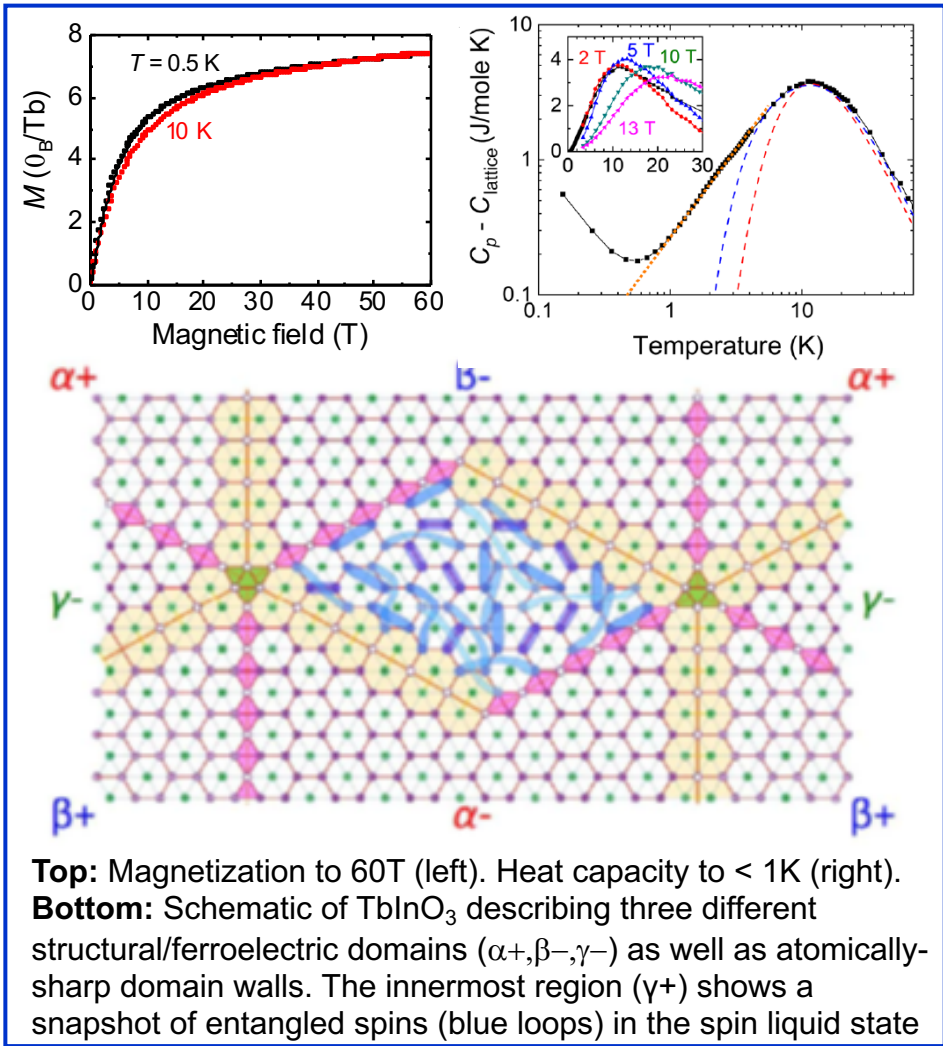 8
6
4
2
0
M (0_B/Tb)
T = 0.5 K
10 K
0 10 20 30 40 50 60
Magnetic field (T)
10
1
0.1
C_p - C_lattice (J/mole K)
4
2
0
2 T
5 T
10 T
13 T
0 10 20 30
0.1 1 10
Temperature (K)
α+ β- α+
γ- γ-
β+ α- β+
Top: Magnetization to 60T (left). Heat capacity to < 1K (right).
Bottom: Schematic of TbInO₃ describing three different
structural/ferroelectric domains (α+,β−,γ−) as well as atomically-
sharp domain walls. The innermost region (γ+) shows a
snapshot of entangled spins (blue loops) in the spin liquid state